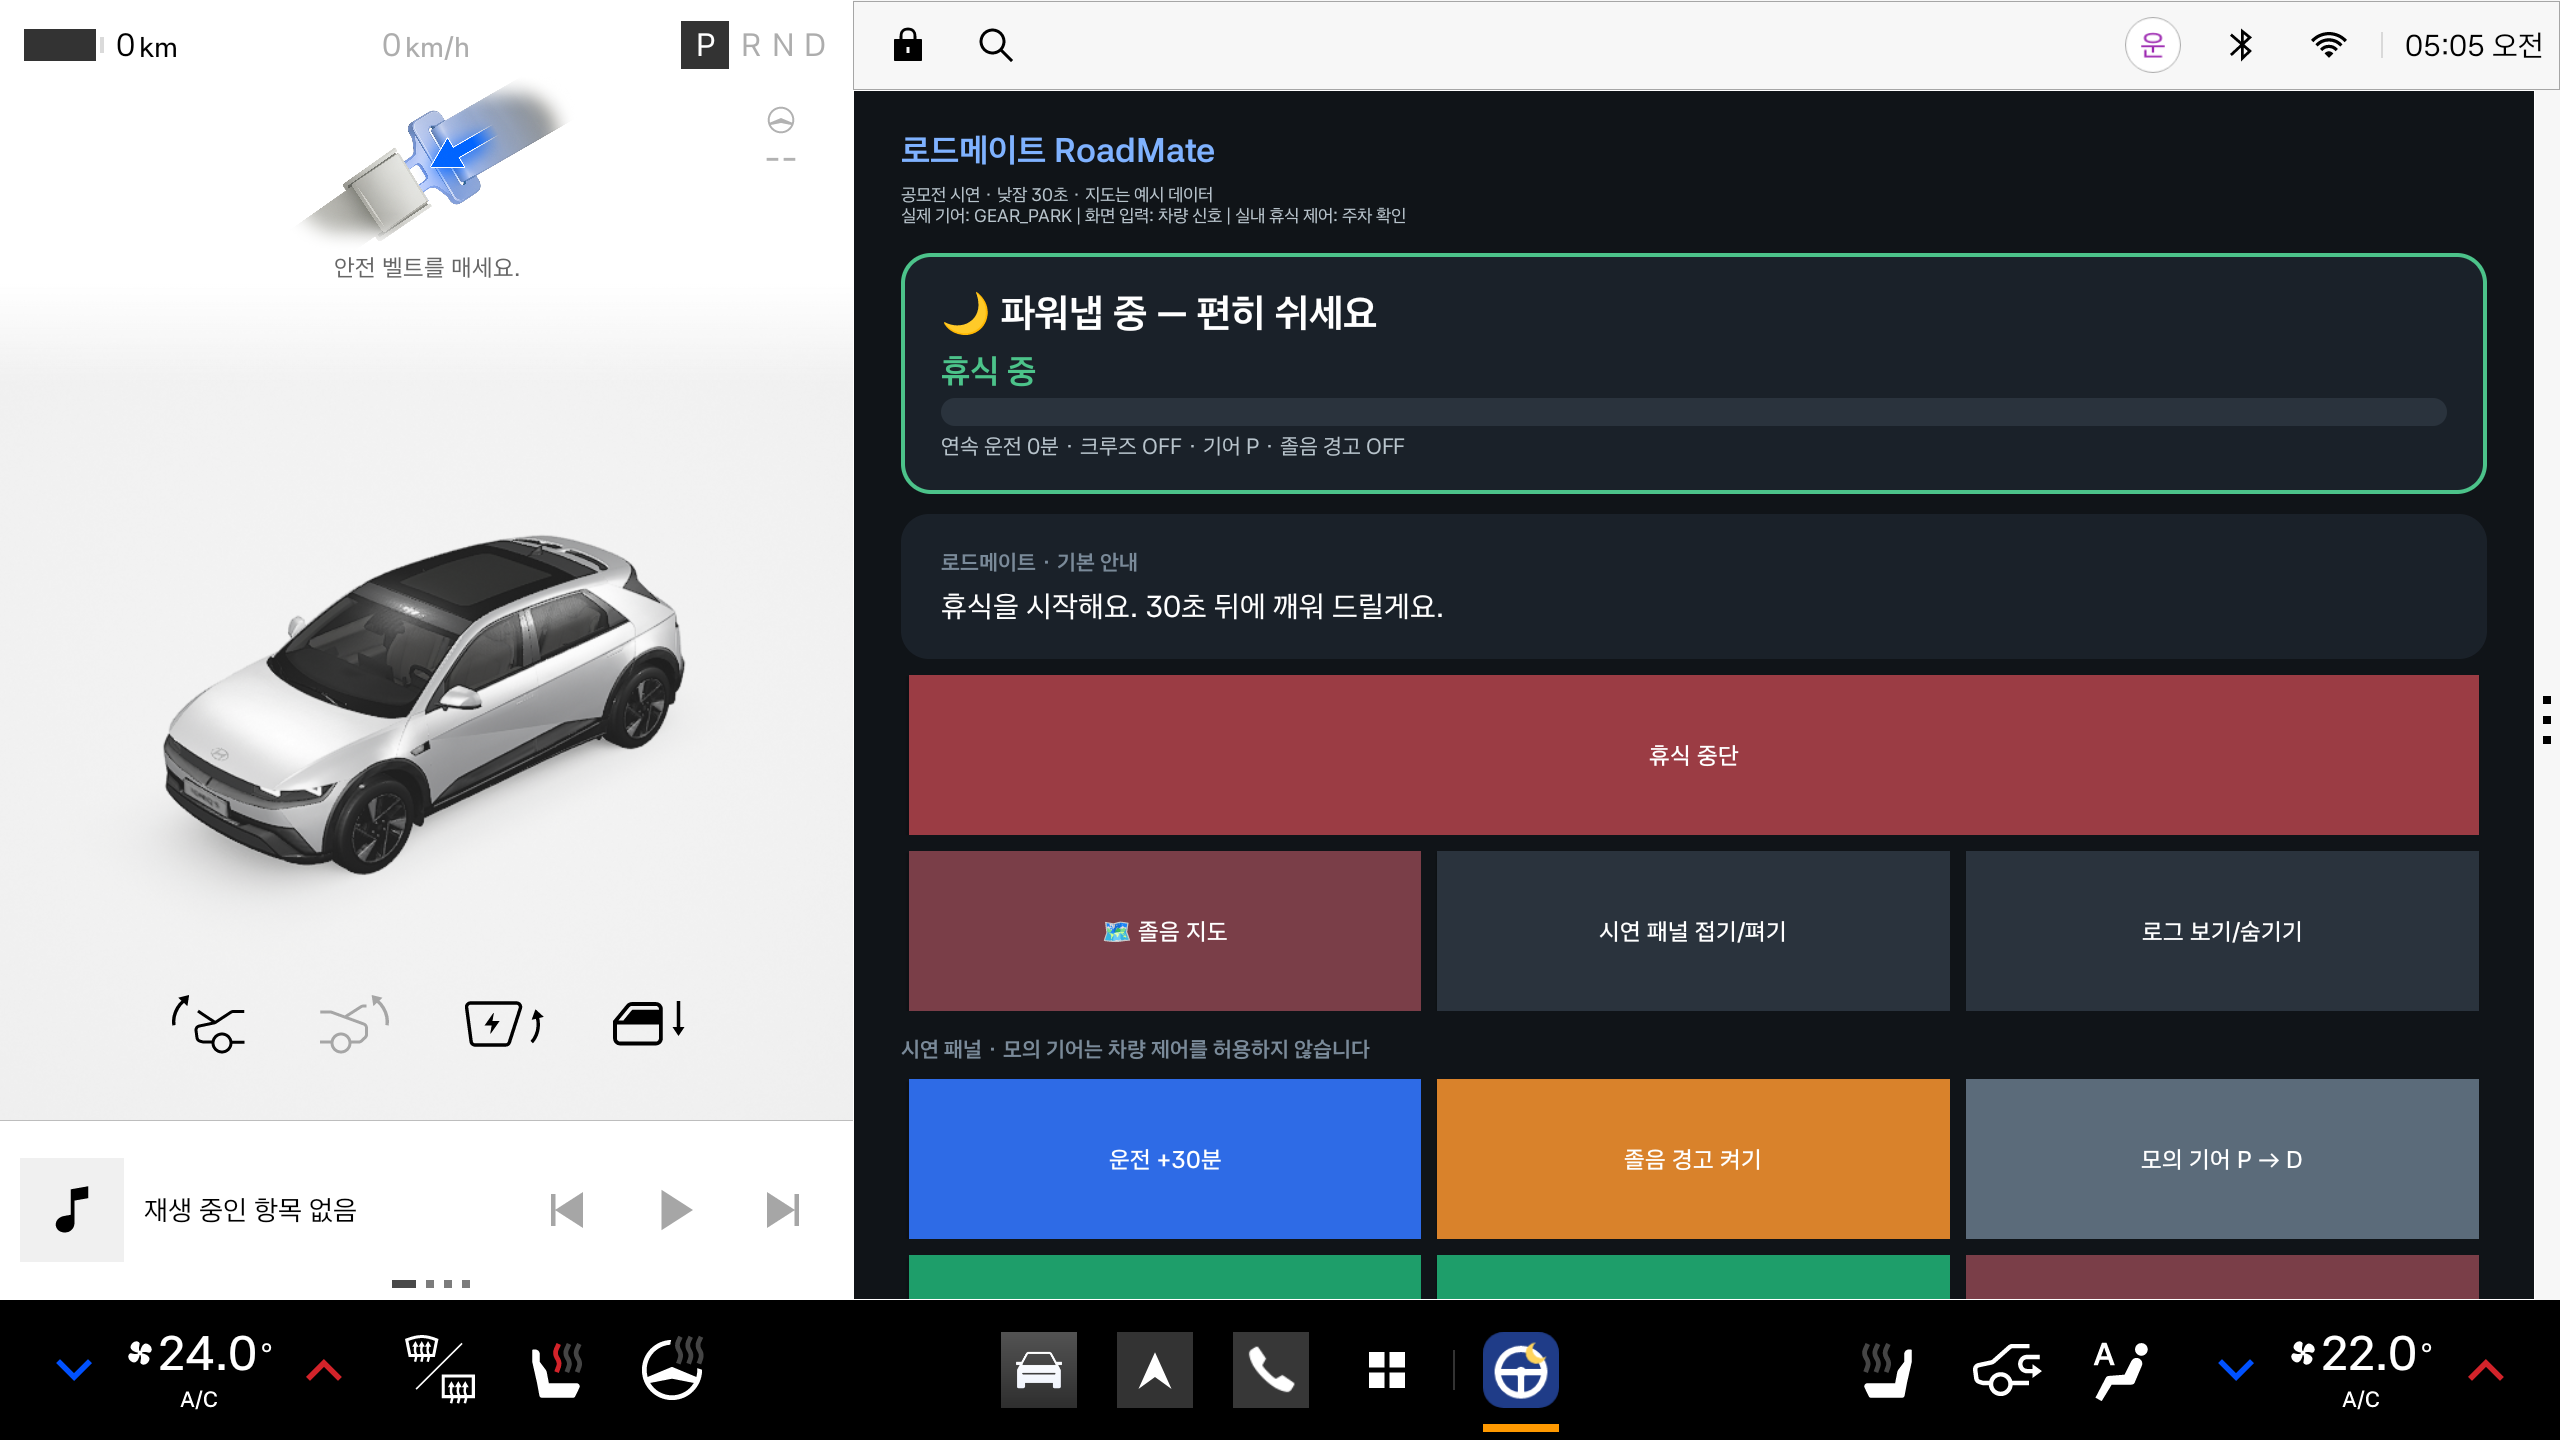 0 km
0 km/h
P R N D
안전 벨트를 매세요.
재생 중인 항목 없음
운
05:05 오전
로드메이트 RoadMate
공모전 시연 · 낮잠 30초 · 지도는 예시 데이터
실제 기어: GEAR_PARK | 화면 입력: 차량 신호 | 실내 휴식 제어: 주차 확인
🌙 파워냅 중 — 편히 쉬세요
휴식 중
연속 운전 0분 · 크루즈 OFF · 기어 P · 졸음 경고 OFF
로드메이트 · 기본 안내
휴식을 시작해요. 30초 뒤에 깨워 드릴게요.
휴식 중단
🗺️ 졸음 지도
시연 패널 접기/펴기
로그 보기/숨기기
시연 패널 · 모의 기어는 차량 제어를 허용하지 않습니다
운전 +30분
졸음 경고 켜기
모의 기어 P → D
24.0°
A/C
A
22.0°
A/C